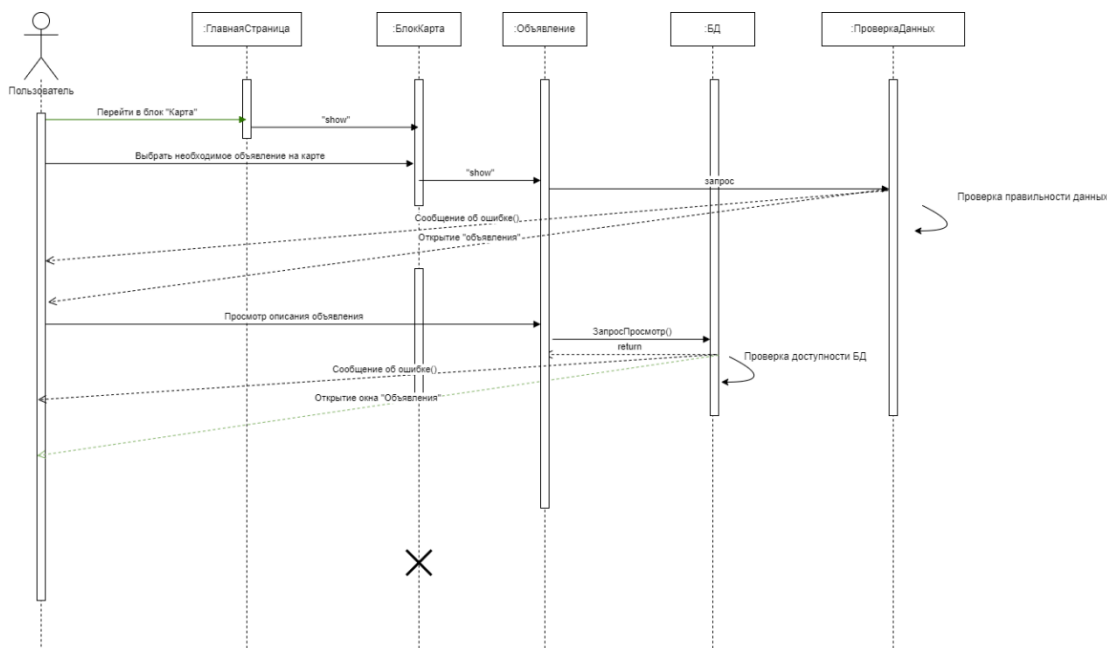 :ГлавнаяСтраница
:БлокКарта
:Объявление
:БД
:ПроверкаДанных
Пользователь
Перейти в блок "Карта"
"show"
Выбрать необходимое объявление на карте
"show"
запрос
Проверка правильности данных
Сообщение об ошибке()
Открытие "объявления"
Просмотр описания объявления
ЗапросПросмотр()
return
Проверка доступности БД
Сообщение об ошибке()
Открытие окна "Объявления"